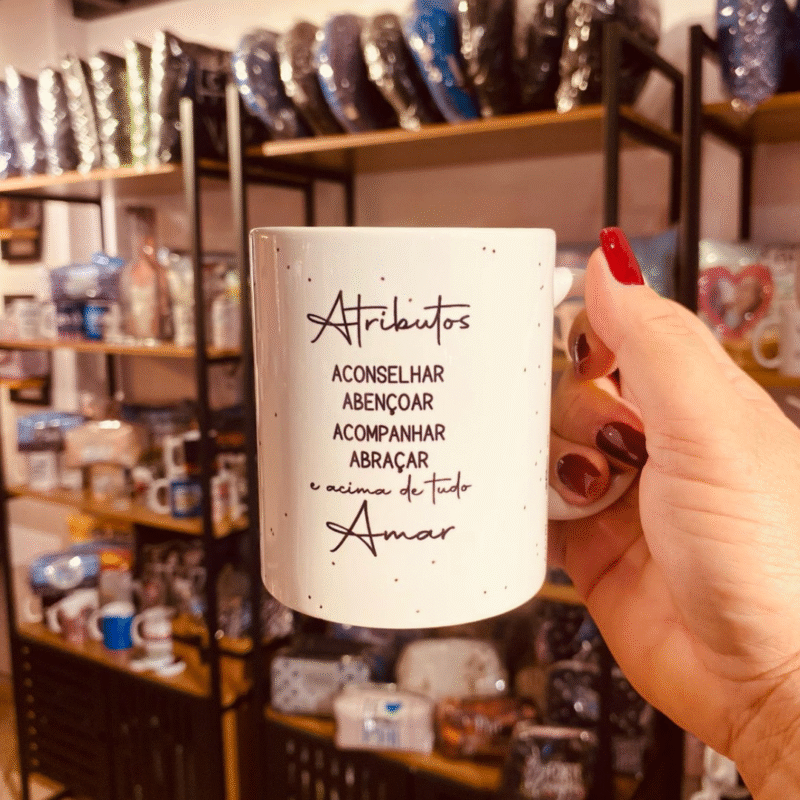 Atributos
ACONSELHAR
ABENÇOAR
ACOMPANHAR
ABRAÇAR
e acima de tudo
Amar